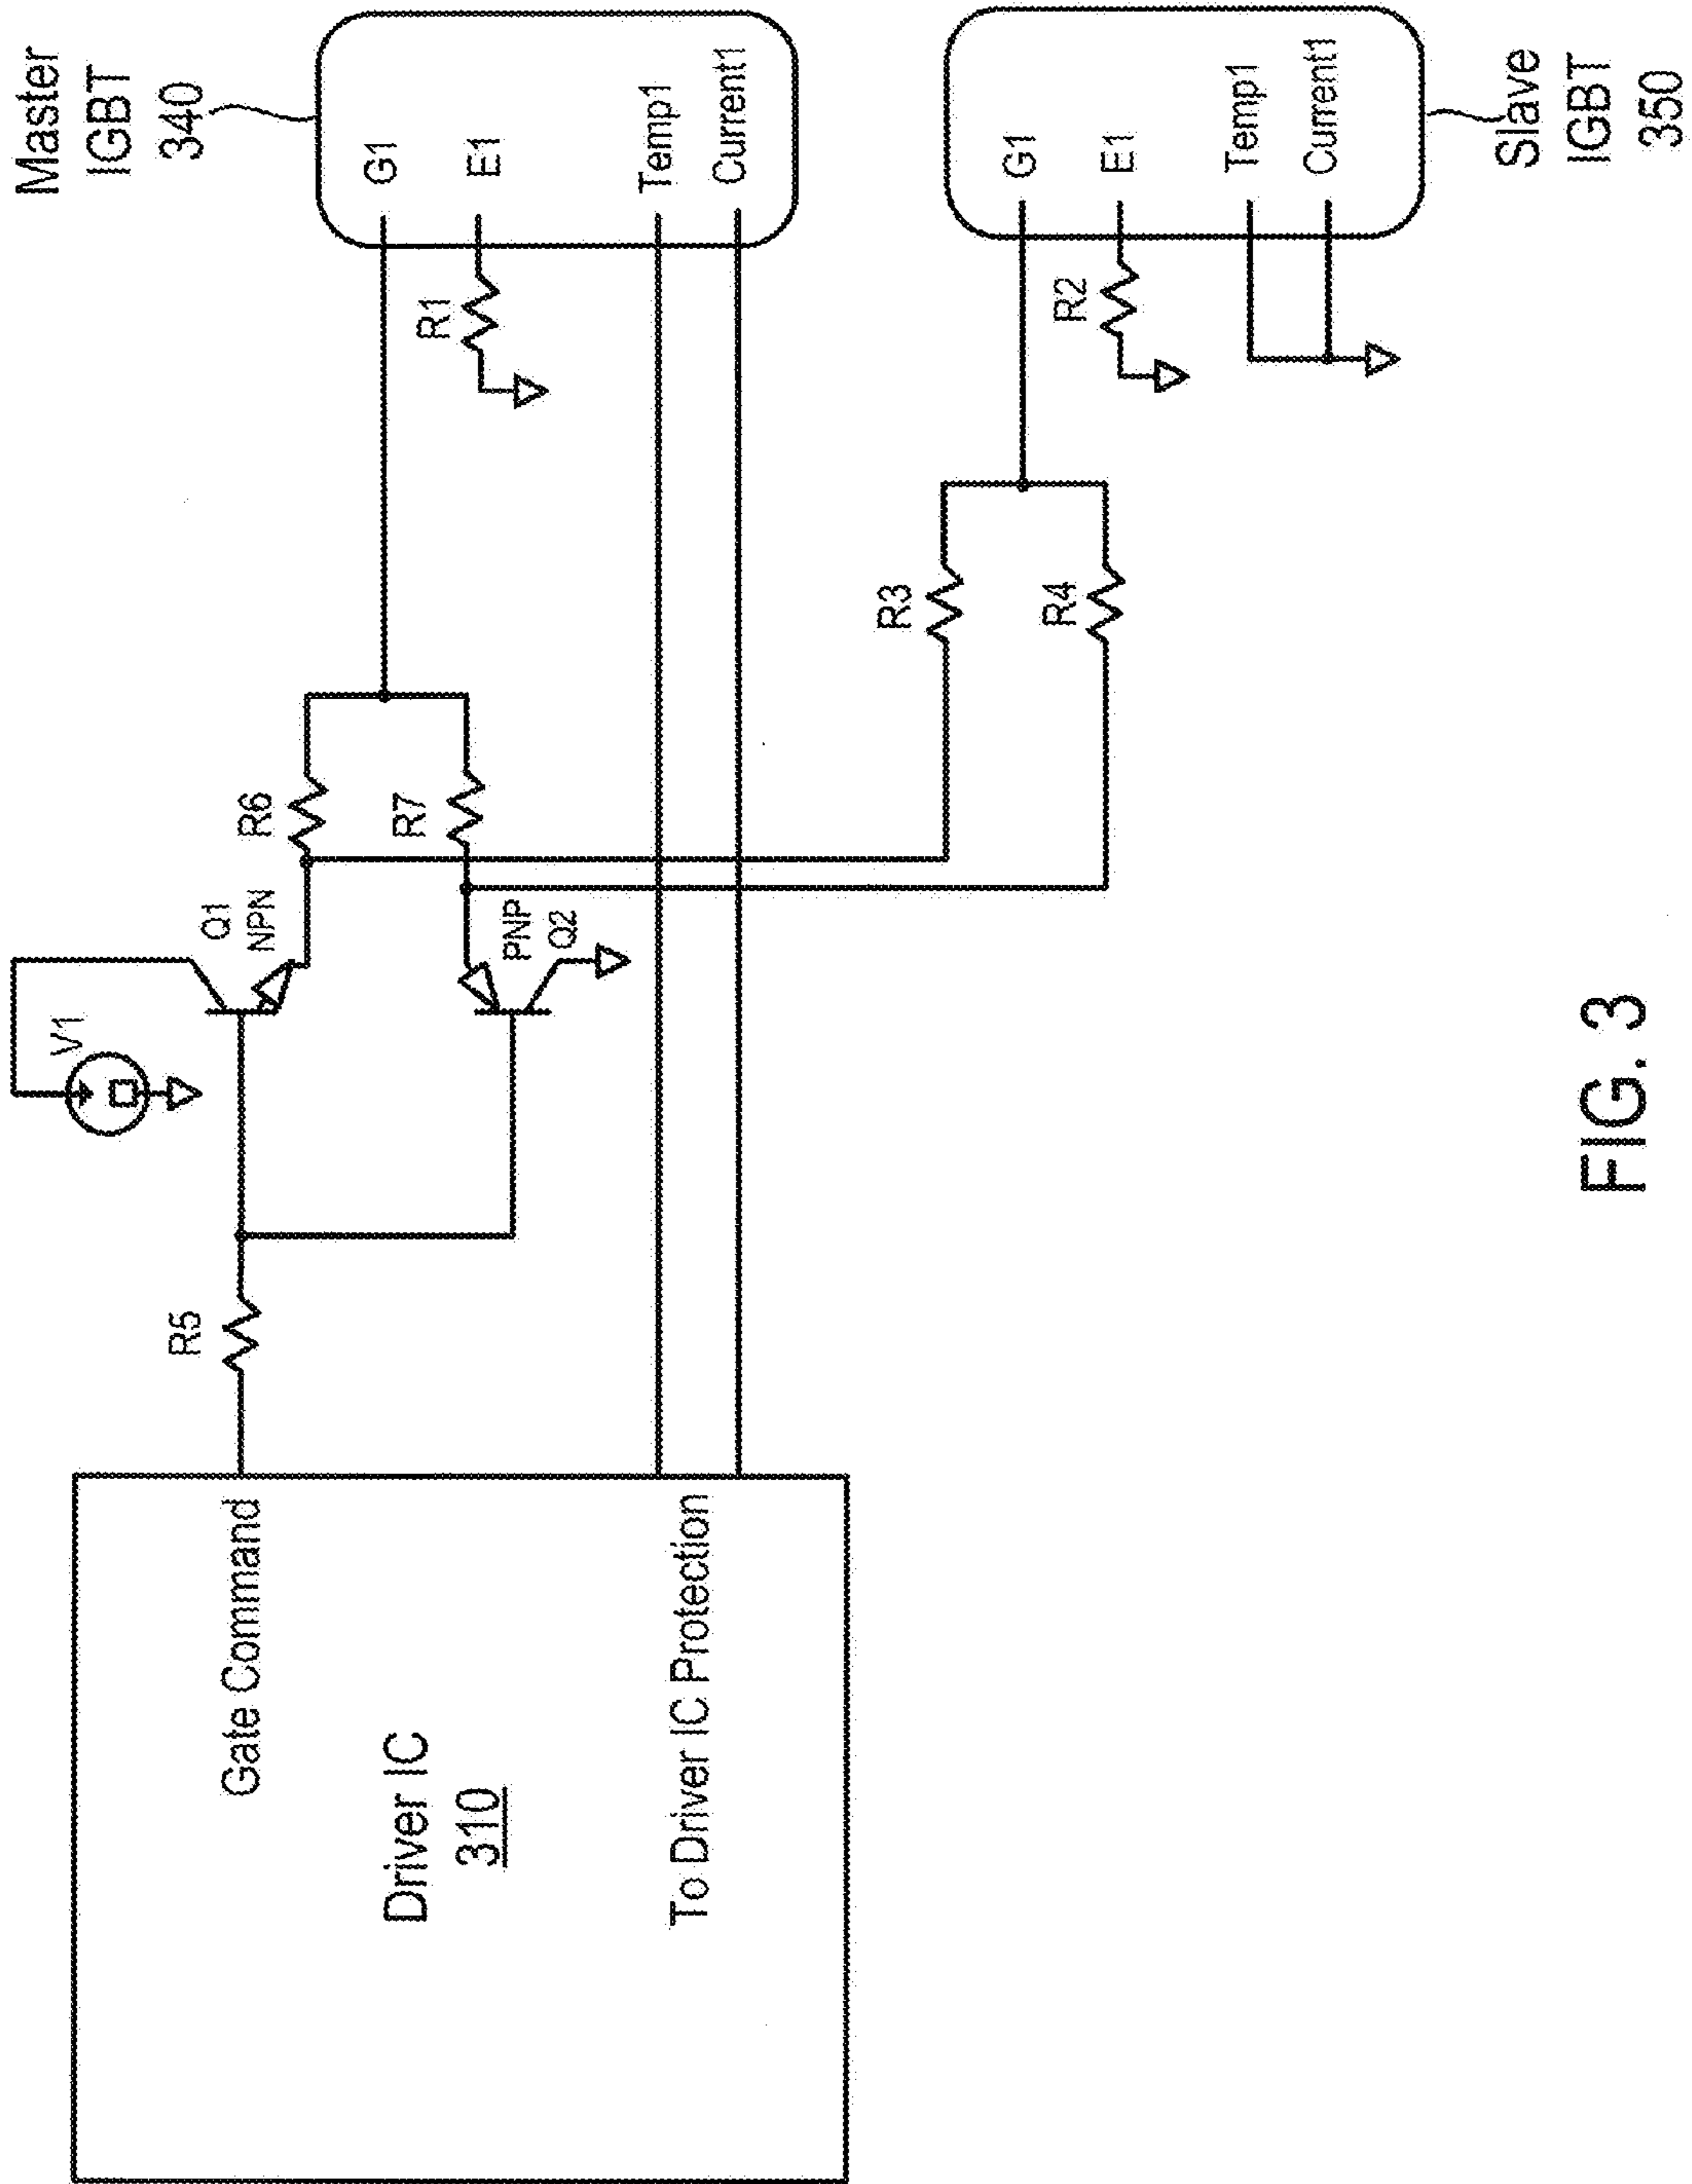 Master
IGBT
340
G1
E1
Temp1
Current1
R1
Slave
IGBT
350
G1
E1
Temp1
Current1
R2
R3
R4
R6
R7
Q1
NPN
PNP
Q2
V1
R5
Gate Command
Driver IC
310
To Driver IC Protection
FIG. 3